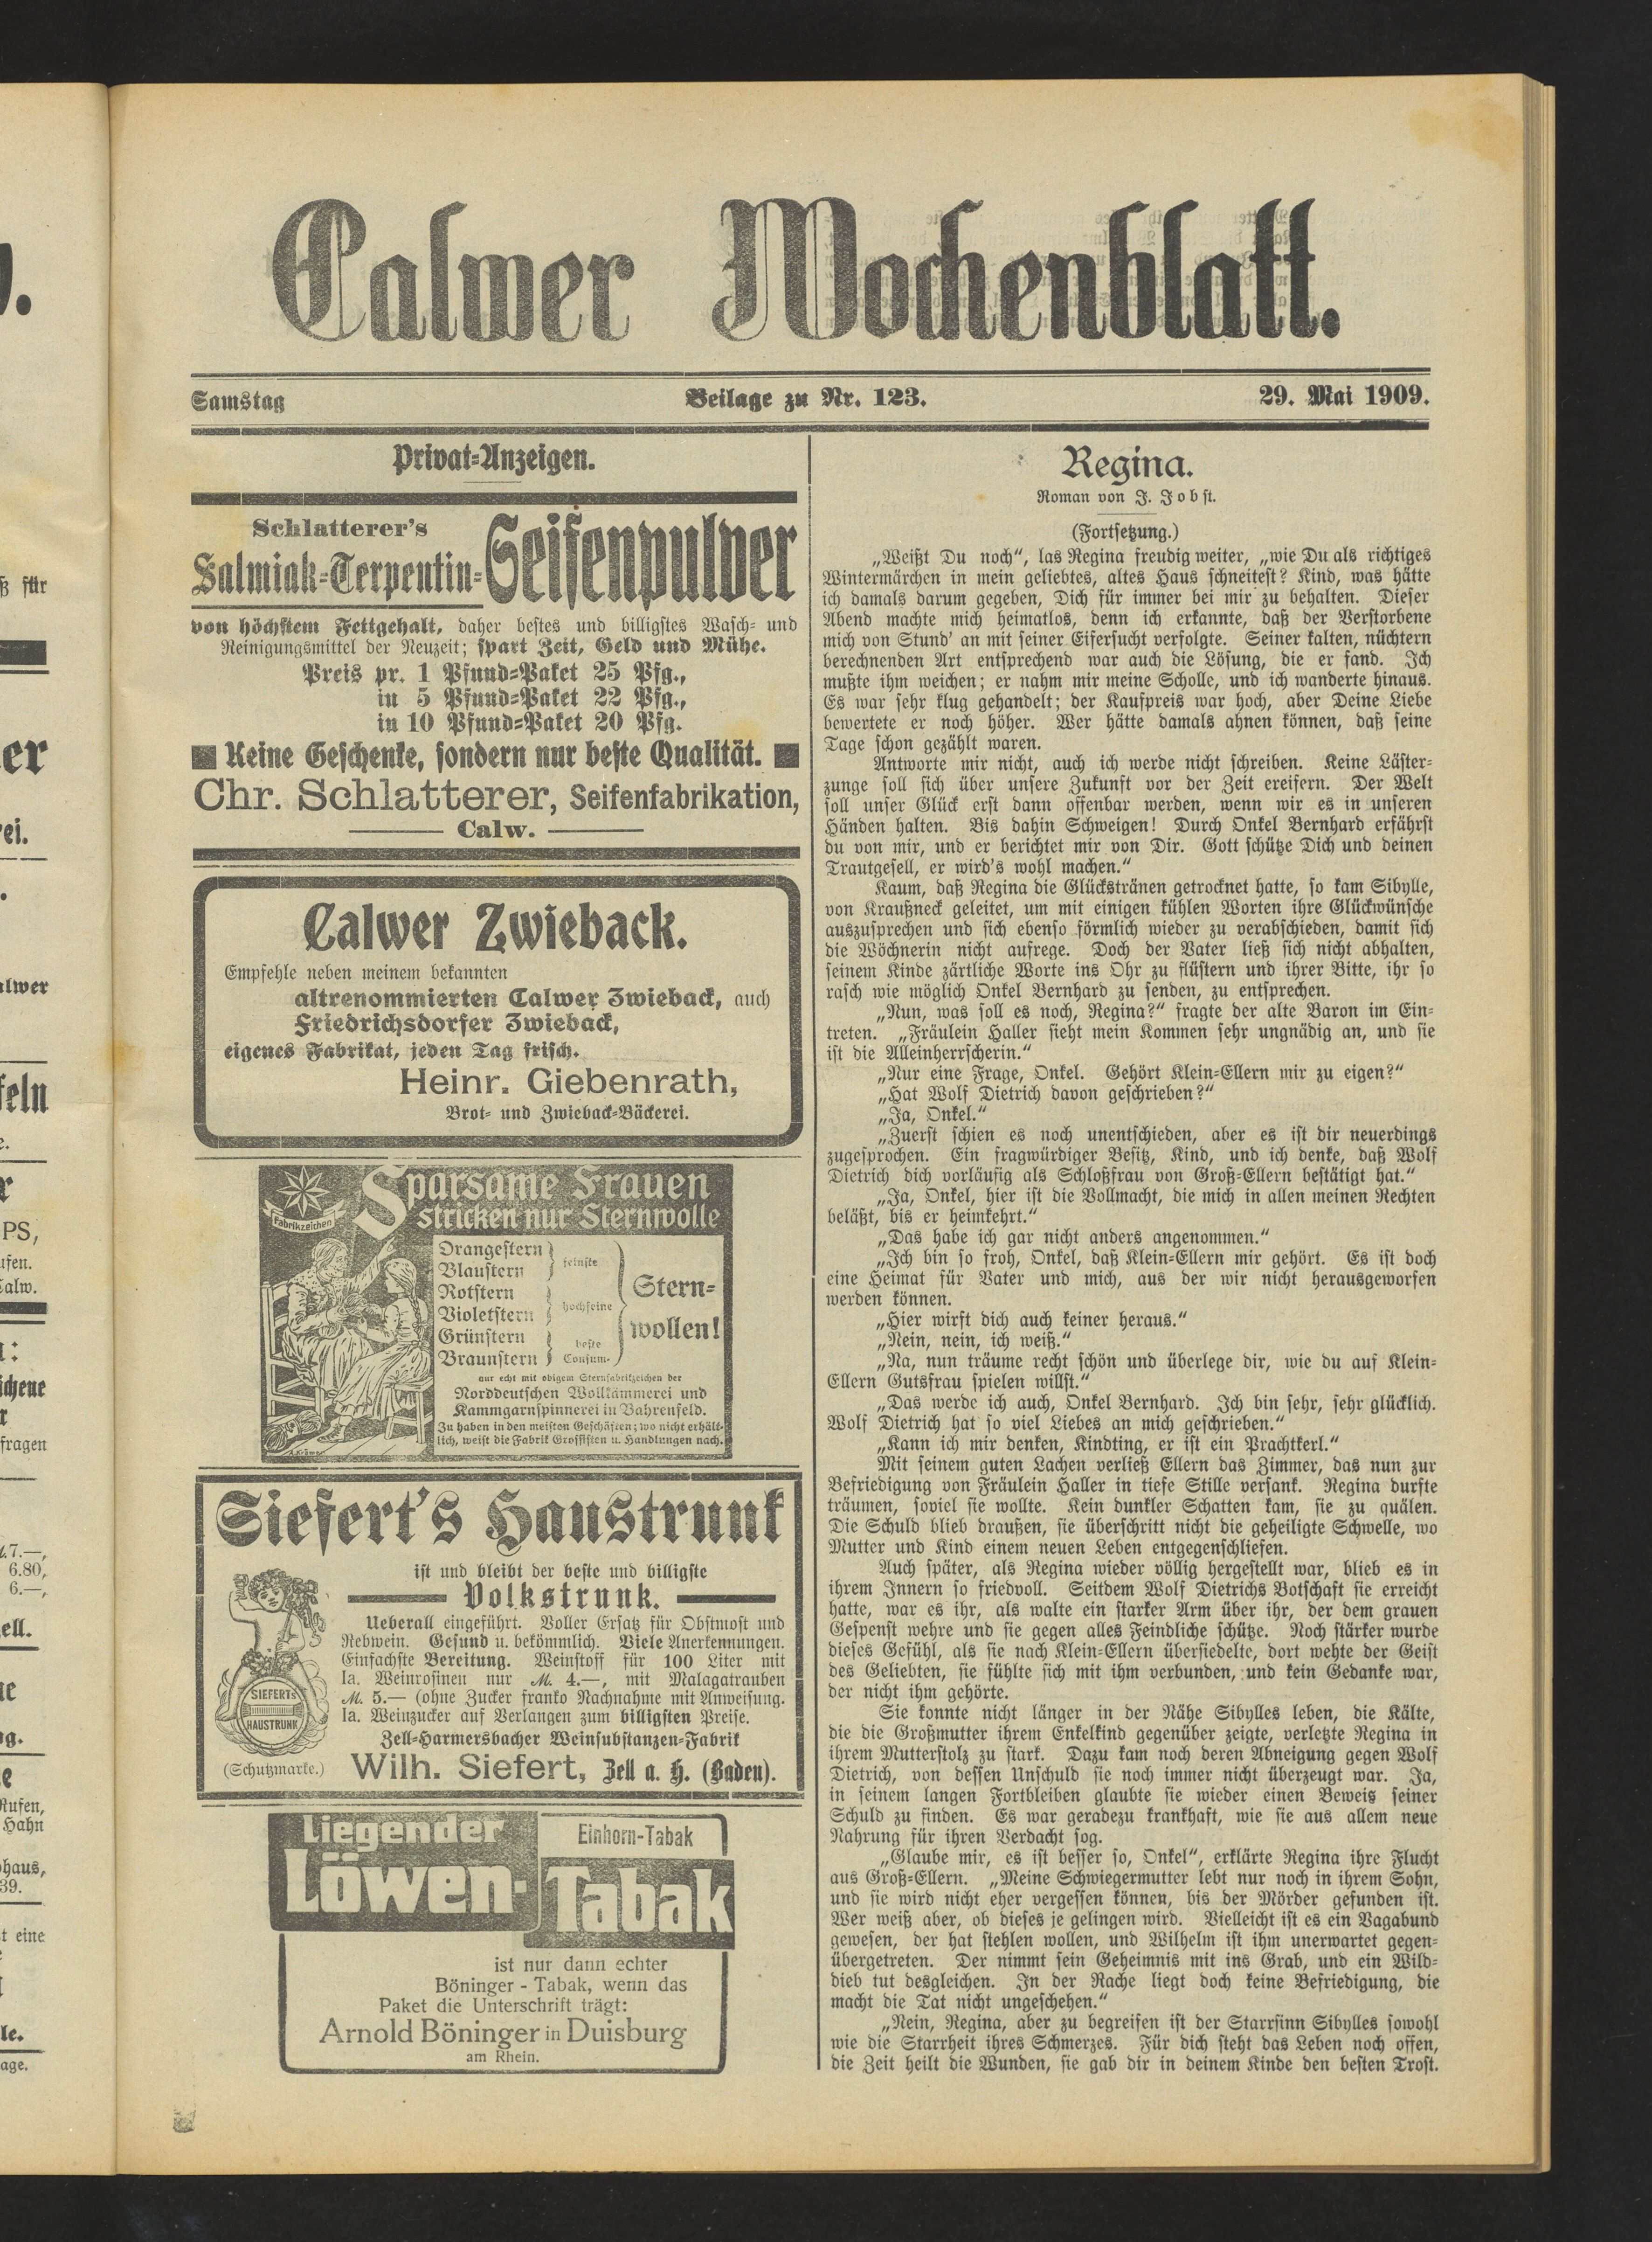 Calwer Wochenblatt.
Samstag
Beilage zu Nr. 123.
29. Mai 1909.
Privat-Anzeigen.
Schlatterer's
Salmiak-Terpentin-Seifenpulver
von höchstem Fettgehalt, daher bestes und billigstes Wasch- und
Reinigungsmittel der Neuzeit; spart Zeit, Geld und Mühe.
Preis pr. 1 Pfund-Paket 25 Pfg.,
in 5 Pfund-Paket 22 Pfg.,
in 10 Pfund-Paket 20 Pfg.
Keine Geschenke, sondern nur beste Qualität.
Chr. Schlatterer, Seifenfabrikation,
Calw.
Calwer Zwieback.
Empfehle neben meinem bekannten
altrenommierten Calwer Zwieback, auch
Friedrichsdorfer Zwieback,
eigenes Fabrikat, jeden Tag frisch.
Heinr. Giebenrath,
Brot- und Zwieback-Bäckerei.
Fabrikzeichen
Sparsame Frauen
stricken nur Sternwolle
Orangestern
Blaustern
feinste
Rotstern
Violetstern
hochfeine
Grünstern
Braunstern
beste
Consum-
Stern-
wollen!
nur echt mit obigem Sternfabrikzeichen der
Norddeutschen Wollkämmerei und
Kammgarnspinnerei in Bahrenfeld.
Zu haben in den meisten Geschäften; wo nicht erhält-
lich, weist die Fabrik Grossisten u. Handlungen nach.
Siefert's Haustrunk
ist und bleibt der beste und billigste
Volkstrunk.
Ueberall eingeführt. Voller Ersatz für Obstmost und
Rebwein. Gesund u. bekömmlich. Viele Anerkennungen.
Einfachste Bereitung. Weinstoff für 100 Liter mit
Ia. Weinrosinen nur M. 4.—, mit Malagatrauben
M. 5.— (ohne Zucker franko Nachnahme mit Anweisung.
Ia. Weinzucker auf Verlangen zum billigsten Preise.
Zell-Harmersbacher Weinsubstanzen-Fabrik
Wilh. Siefert, Zell a. H. (Baden).
SIEFERTS
HAUSTRUNK
(Schutzmarke.)
Liegender
Löwen-
Einhorn-Tabak
Tabak
ist nur dann echter
Böninger - Tabak, wenn das
Paket die Unterschrift trägt:
Arnold Böninger in Duisburg
am Rhein.
Regina.
Roman von J. Jobst.
(Fortsetzung.)
„Weißt Du noch“, las Regina freudig weiter, „wie Du als richtiges
Wintermärchen in mein geliebtes, altes Haus schneitest? Kind, was hätte
ich damals darum gegeben, Dich für immer bei mir zu behalten. Dieser
Abend machte mich heimatlos, denn ich erkannte, daß der Verstorbene
mich von Stund' an mit seiner Eifersucht verfolgte. Seiner kalten, nüchtern
berechnenden Art entsprechend war auch die Lösung, die er fand. Ich
mußte ihm weichen; er nahm mir meine Scholle, und ich wanderte hinaus.
Es war sehr klug gehandelt; der Kaufpreis war hoch, aber Deine Liebe
bewertete er noch höher. Wer hätte damals ahnen können, daß seine
Tage schon gezählt waren.
Antworte mir nicht, auch ich werde nicht schreiben. Keine Läster-
zunge soll sich über unsere Zukunft vor der Zeit ereifern. Der Welt
soll unser Glück erst dann offenbar werden, wenn wir es in unseren
Händen halten. Bis dahin Schweigen! Durch Onkel Bernhard erfährst
du von mir, und er berichtet mir von Dir. Gott schütze Dich und deinen
Trautgesell, er wird's wohl machen.“
Kaum, daß Regina die Glückstränen getrocknet hatte, so kam Sibylle,
von Kraußneck geleitet, um mit einigen kühlen Worten ihre Glückwünsche
auszusprechen und sich ebenso förmlich wieder zu verabschieden, damit sich
die Wöchnerin nicht aufrege. Doch der Vater ließ sich nicht abhalten,
seinem Kinde zärtliche Worte ins Ohr zu flüstern und ihrer Bitte, ihr so
rasch wie möglich Onkel Bernhard zu senden, zu entsprechen.
„Nun, was soll es noch, Regina?“ fragte der alte Baron im Ein-
treten. „Fräulein Haller sieht mein Kommen sehr ungnädig an, und sie
ist die Alleinherrscherin.“
„Nur eine Frage, Onkel. Gehört Klein-Ellern mir zu eigen?“
„Hat Wolf Dietrich davon geschrieben?“
„Ja, Onkel.“
„Zuerst schien es noch unentschieden, aber es ist dir neuerdings
zugesprochen. Ein fragwürdiger Besitz, Kind, und ich denke, daß Wolf
Dietrich dich vorläufig als Schloßfrau von Groß-Ellern bestätigt hat.“
„Ja, Onkel, hier ist die Vollmacht, die mich in allen meinen Rechten
beläßt, bis er heimkehrt.“
„Das habe ich gar nicht anders angenommen.“
„Ich bin so froh, Onkel, daß Klein-Ellern mir gehört. Es ist doch
eine Heimat für Vater und mich, aus der wir nicht herausgeworfen
werden können.
„Hier wirft dich auch keiner heraus.“
„Nein, nein, ich weiß.“
„Na, nun träume recht schön und überlege dir, wie du auf Klein-
Ellern Gutsfrau spielen willst.“
„Das werde ich auch, Onkel Bernhard. Ich bin sehr, sehr glücklich.
Wolf Dietrich hat so viel Liebes an mich geschrieben.“
„Kann ich mir denken, Kindting, er ist ein Prachtkerl.“
Mit seinem guten Lachen verließ Ellern das Zimmer, das nun zur
Befriedigung von Fräulein Haller in tiefe Stille versank. Regina durfte
träumen, soviel sie wollte. Kein dunkler Schatten kam, sie zu quälen.
Die Schuld blieb draußen, sie überschritt nicht die geheiligte Schwelle, wo
Mutter und Kind einem neuen Leben entgegenschliefen.
Auch später, als Regina wieder völlig hergestellt war, blieb es in
ihrem Innern so friedvoll. Seitdem Wolf Dietrichs Botschaft sie erreicht
hatte, war es ihr, als walte ein starker Arm über ihr, der dem grauen
Gespenst wehre und sie gegen alles Feindliche schütze. Noch stärker wurde
dieses Gefühl, als sie nach Klein-Ellern übersiedelte, dort wehte der Geist
des Geliebten, sie fühlte sich mit ihm verbunden, und kein Gedanke war,
der nicht ihm gehörte.
Sie konnte nicht länger in der Nähe Sibylles leben, die Kälte,
die die Großmutter ihrem Enkelkind gegenüber zeigte, verletzte Regina in
ihrem Mutterstolz zu stark. Dazu kam noch deren Abneigung gegen Wolf
Dietrich, von dessen Unschuld sie noch immer nicht überzeugt war. Ja,
in seinem langen Fortbleiben glaubte sie wieder einen Beweis seiner
Schuld zu finden. Es war geradezu krankhaft, wie sie aus allem neue
Nahrung für ihren Verdacht sog.
„Glaube mir, es ist besser so, Onkel“, erklärte Regina ihre Flucht
aus Groß-Ellern. „Meine Schwiegermutter lebt nur noch in ihrem Sohn,
und sie wird nicht eher vergessen können, bis der Mörder gefunden ist.
Wer weiß aber, ob dieses je gelingen wird. Vielleicht ist es ein Vagabund
gewesen, der hat stehlen wollen, und Wilhelm ist ihm unerwartet gegen-
übergetreten. Der nimmt sein Geheimnis mit ins Grab, und ein Wild-
dieb tut desgleichen. In der Rache liegt doch keine Befriedigung, die
macht die Tat nicht ungeschehen.“
„Nein, Regina, aber zu begreifen ist der Starrsinn Sibylles sowohl
wie die Starrheit ihres Schmerzes. Für dich steht das Leben noch offen,
die Zeit heilt die Wunden, sie gab dir in deinem Kinde den besten Trost.